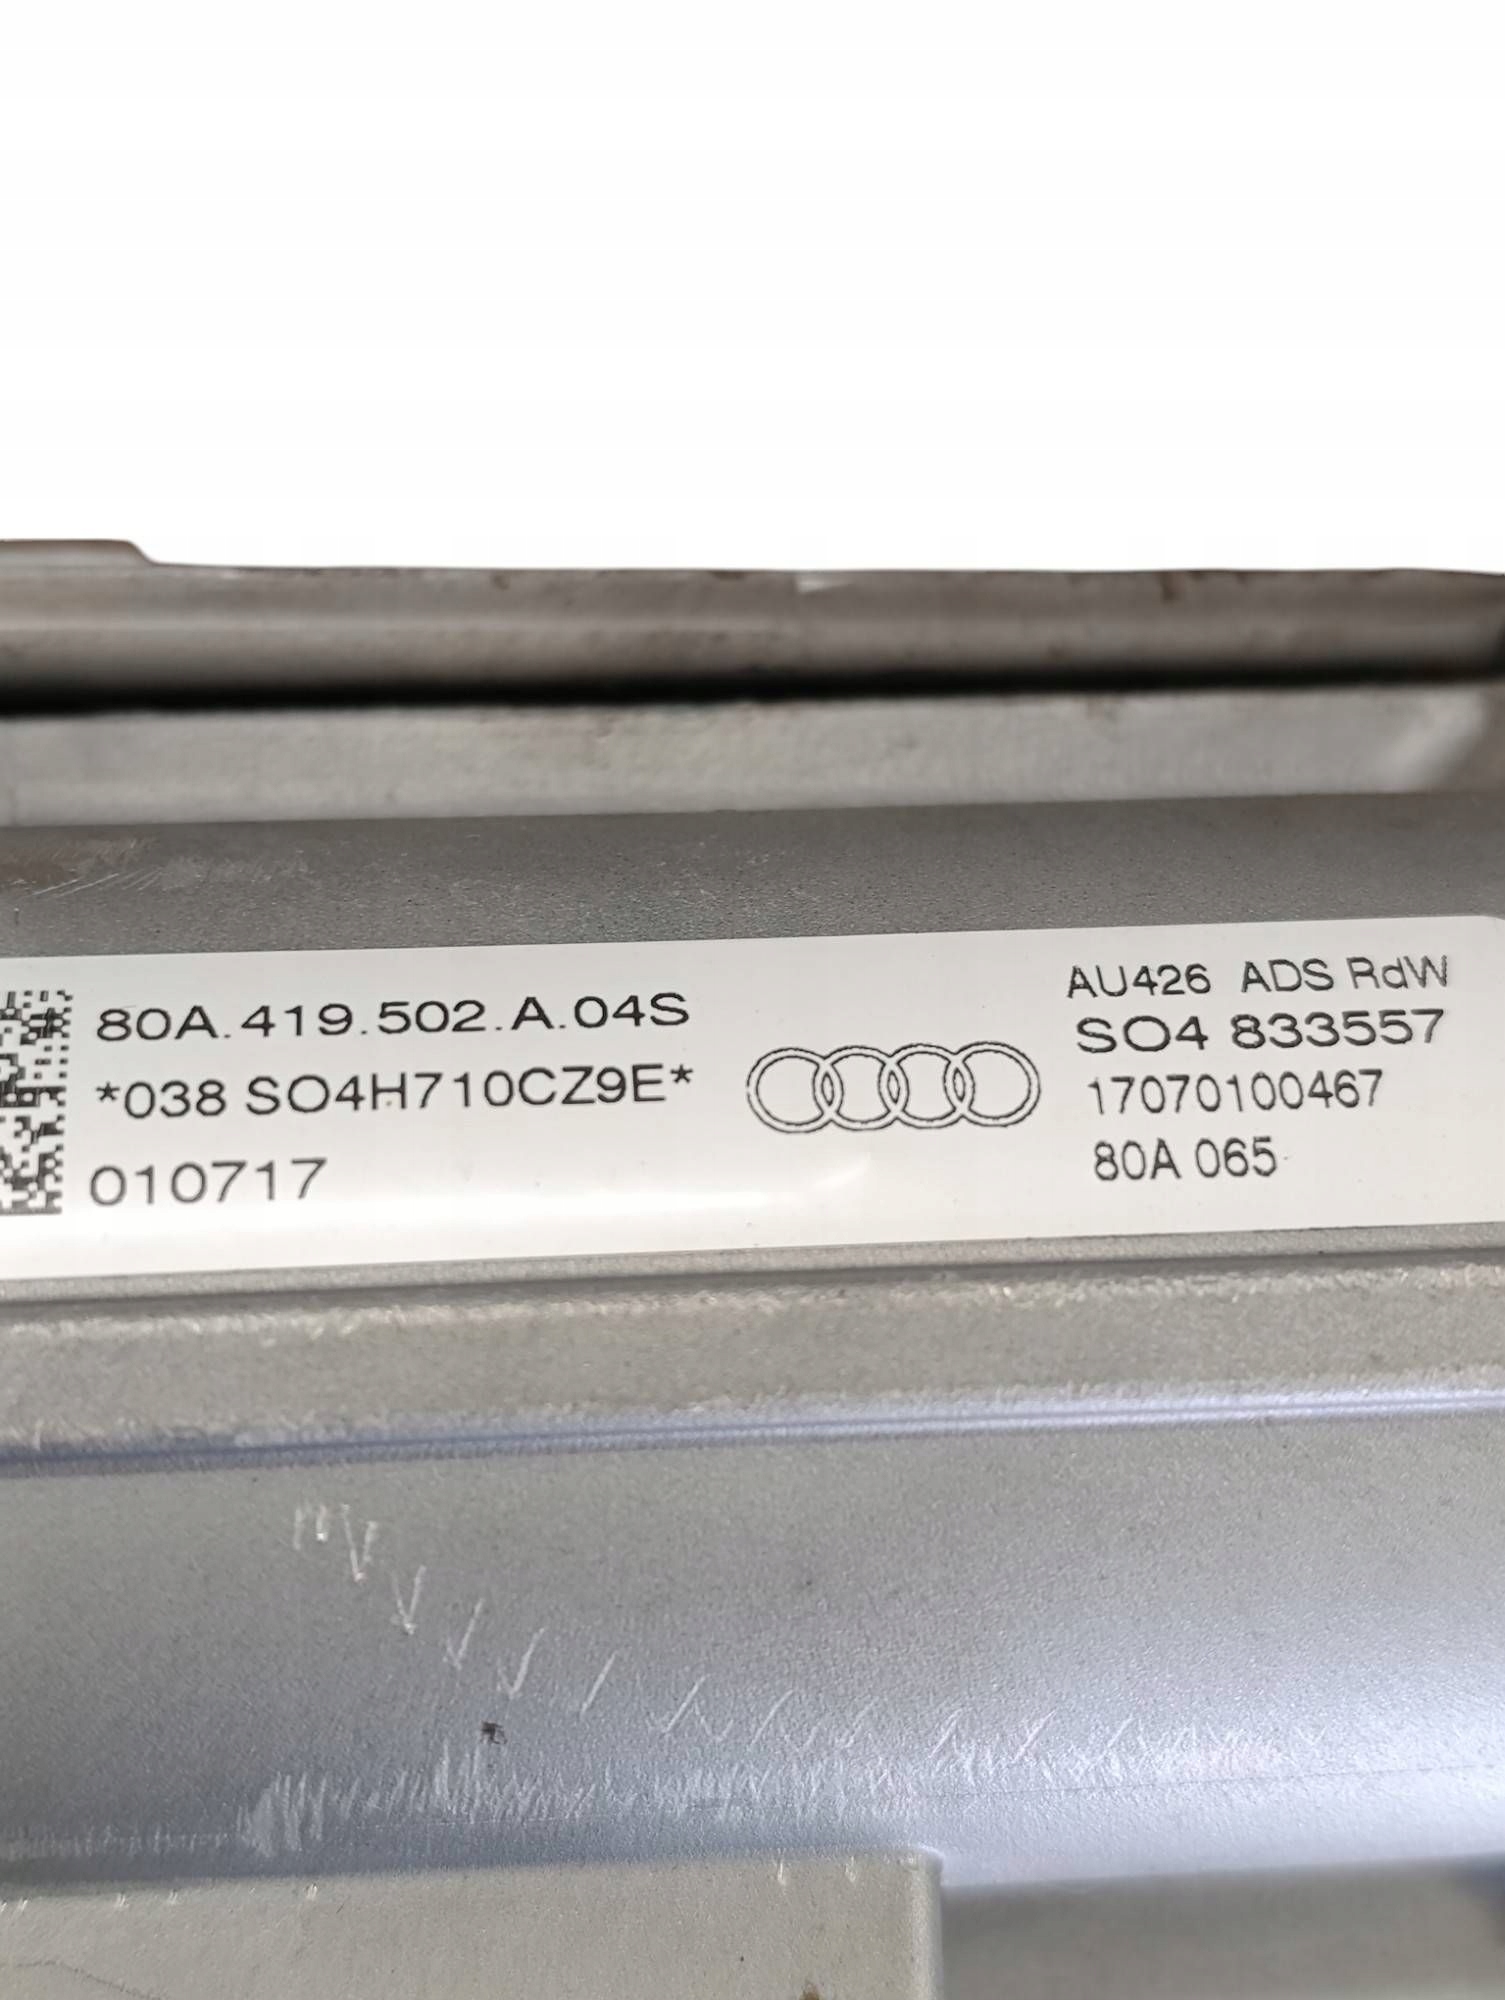 80A.419.502.A.04S
*038 SO4H710CZ9E*
010717
AU426 ADS RdW
SO4 833557
17070100467
80A 065